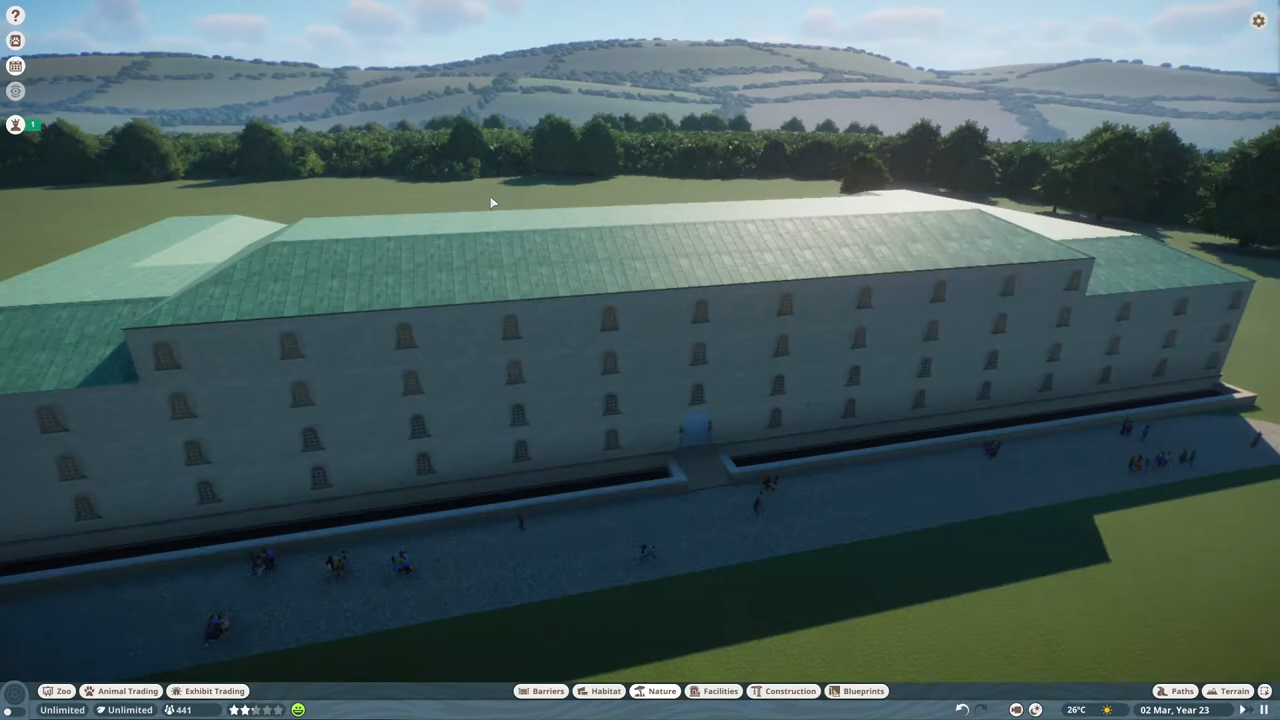 ?
1
Zoo Animal Trading Exhibit Trading Barriers Habitat Nature Facilities Construction Blueprints Paths Terrain
Unlimited Unlimited 441 26°C 02 Mar, Year 23